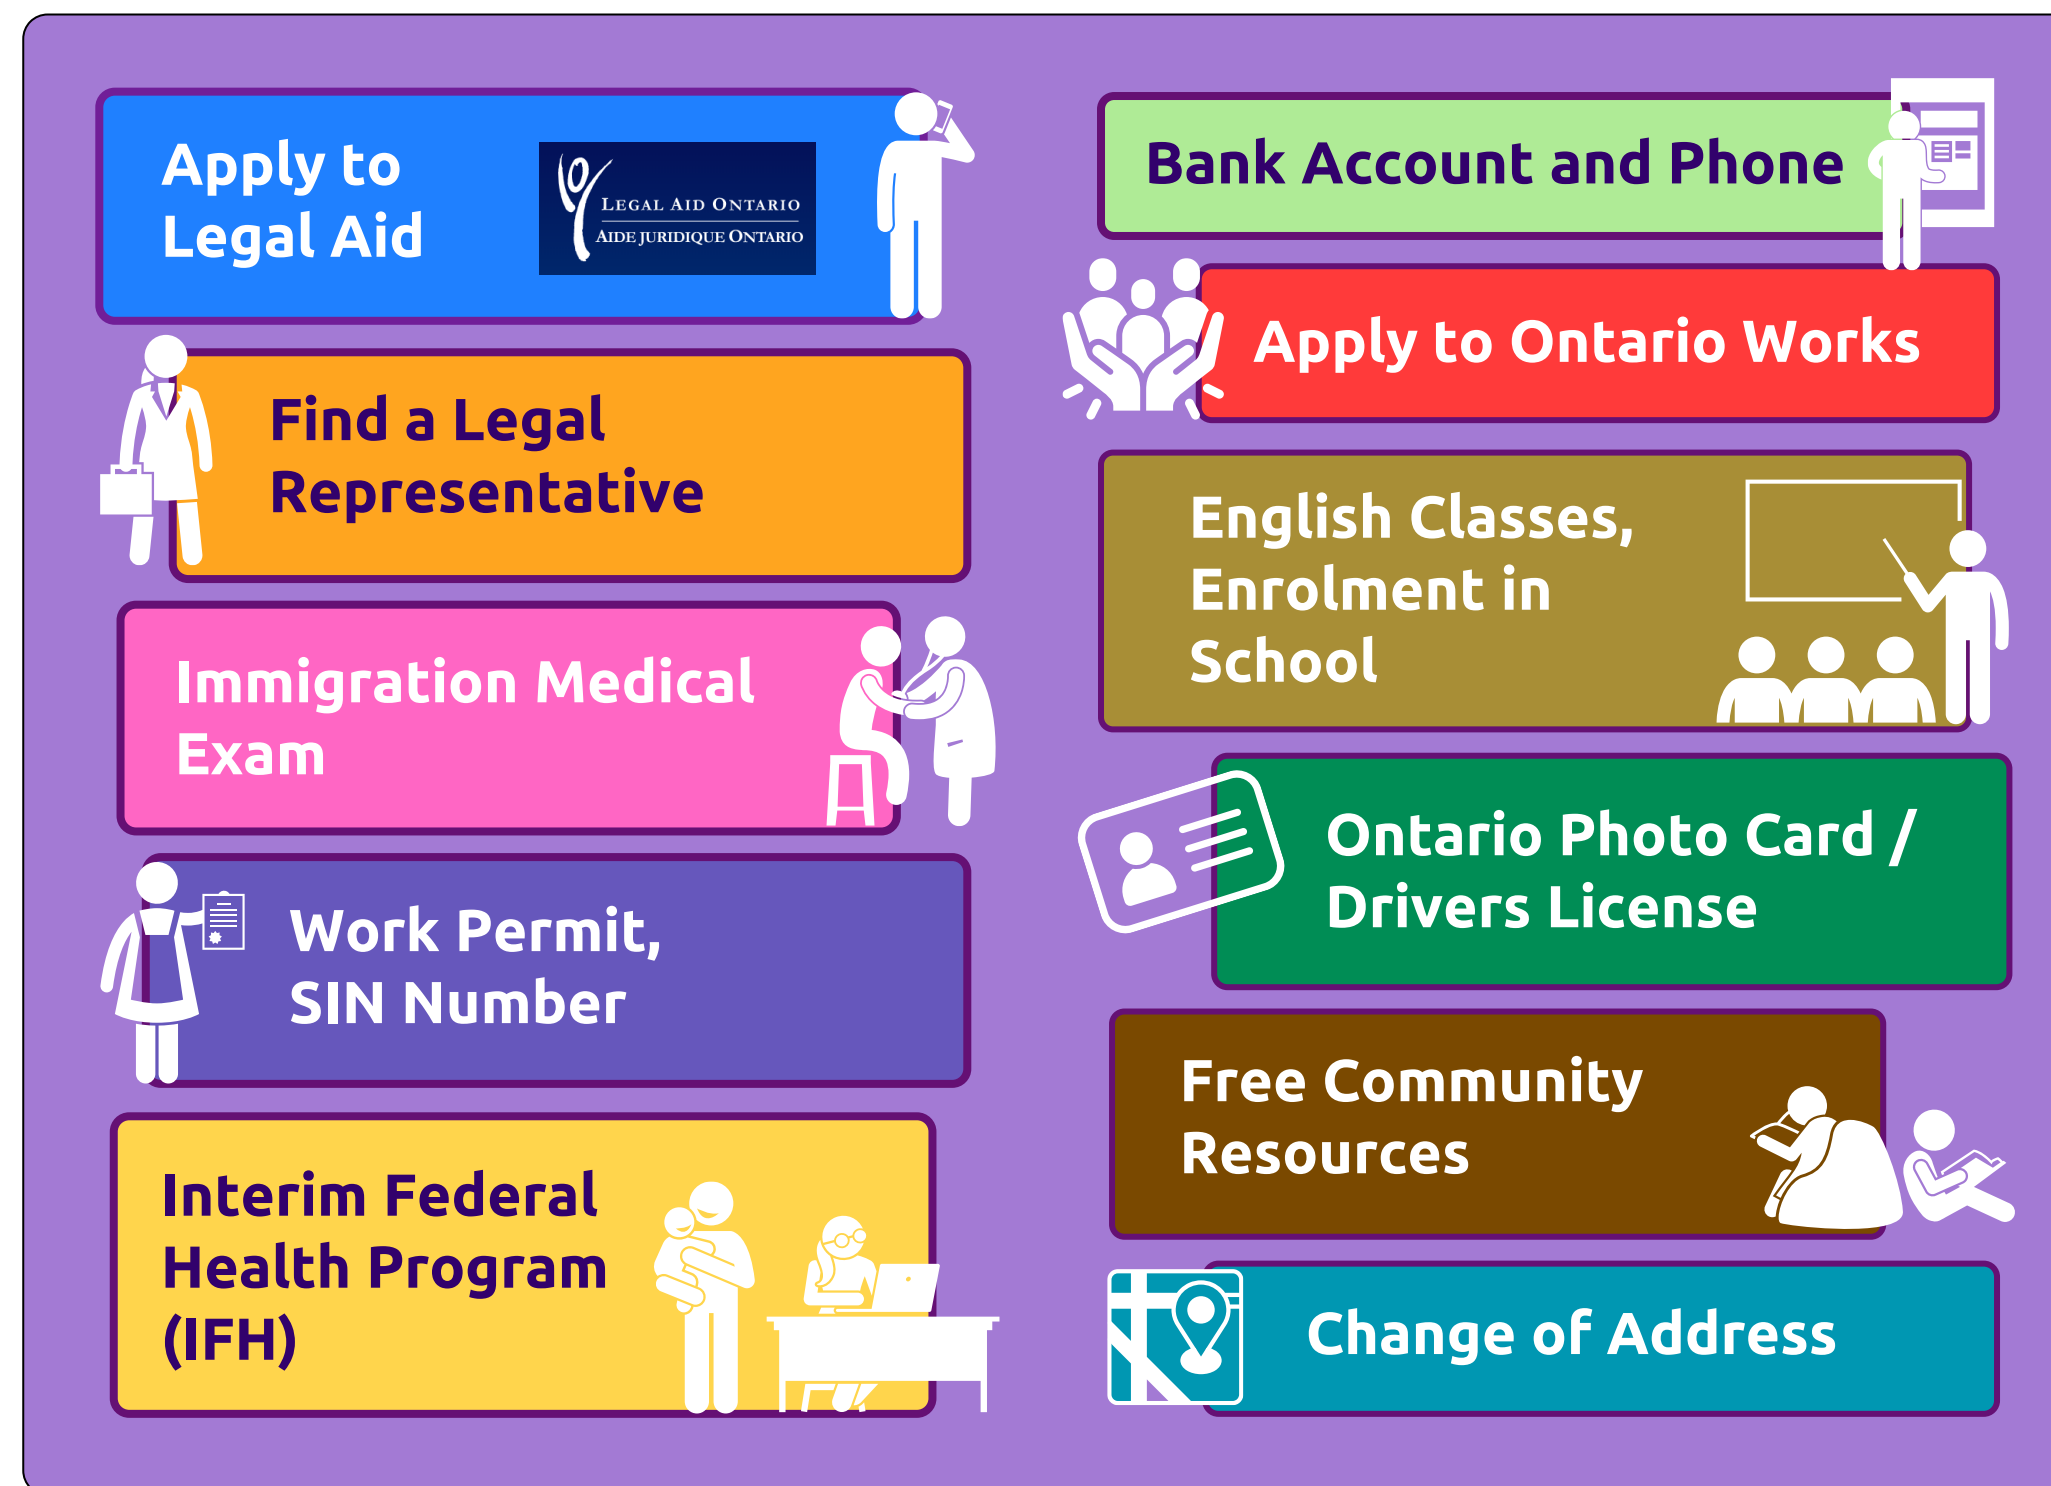 Apply to
Legal Aid
LEGAL AID ONTARIO
AIDE JURIDIQUE ONTARIO
Find a Legal
Representative
Immigration Medical
Exam
Work Permit,
SIN Number
Interim Federal
Health Program
(IFH)
Bank Account and Phone
Apply to Ontario Works
English Classes,
Enrolment in
School
Ontario Photo Card /
Drivers License
Free Community
Resources
Change of Address